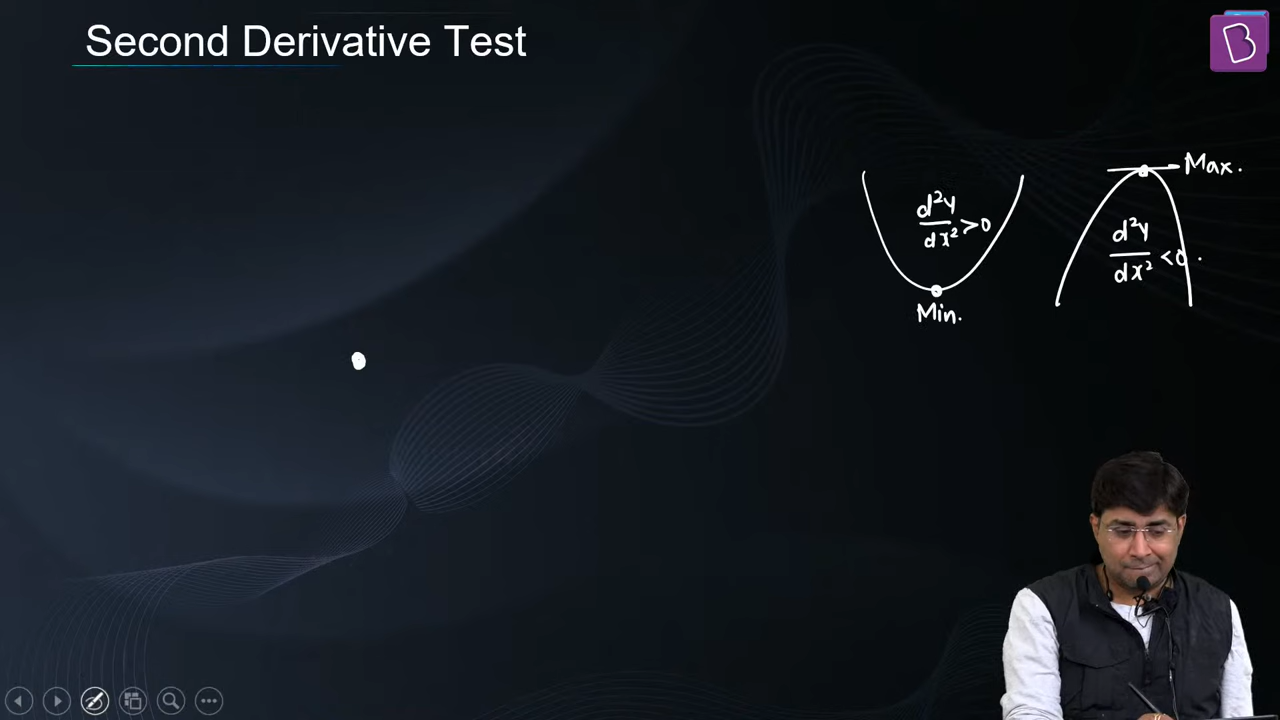 Second Derivative Test
Max.
d²y
dx² >0
d²y
dx² <0.
Min.